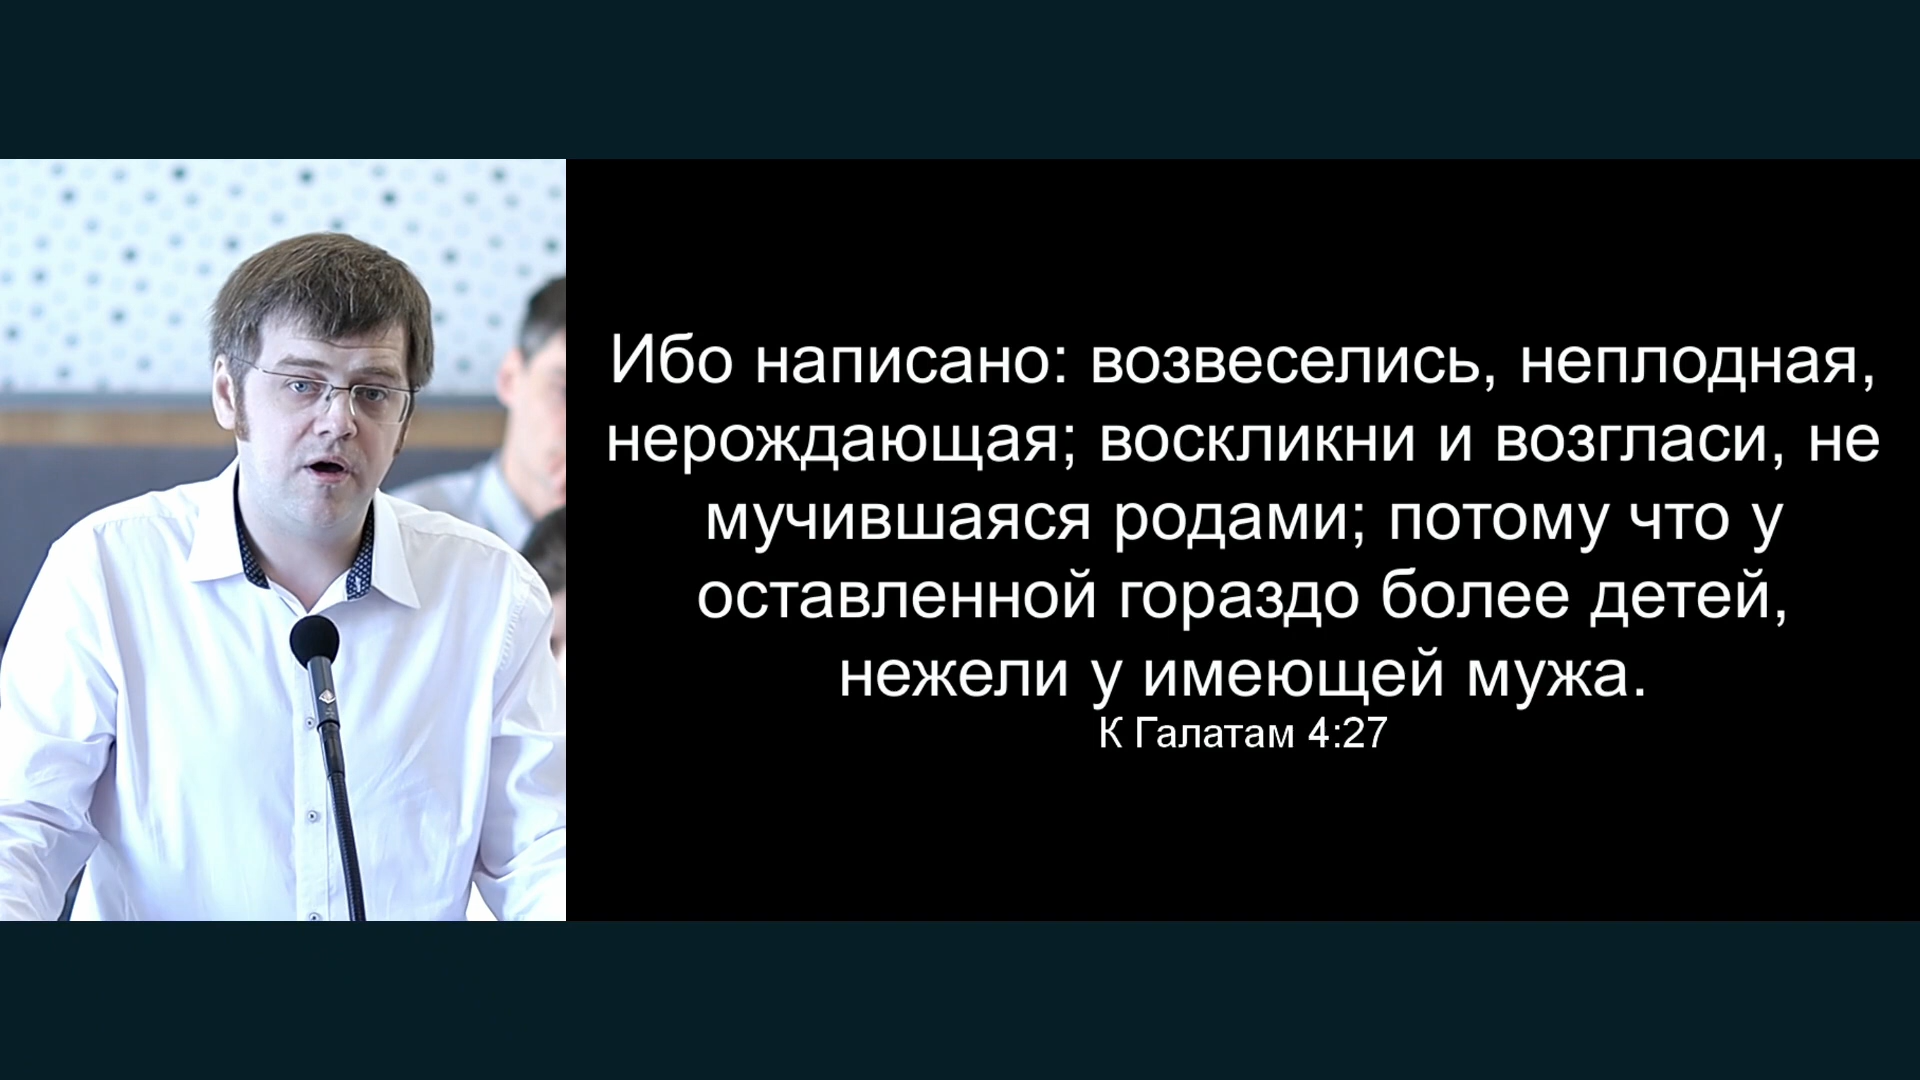 Ибо написано: возвеселись, неплодная,
нерождающая; воскликни и возгласи, не
мучившаяся родами; потому что у
оставленной гораздо более детей,
нежели у имеющей мужа.
К Галатам 4:27